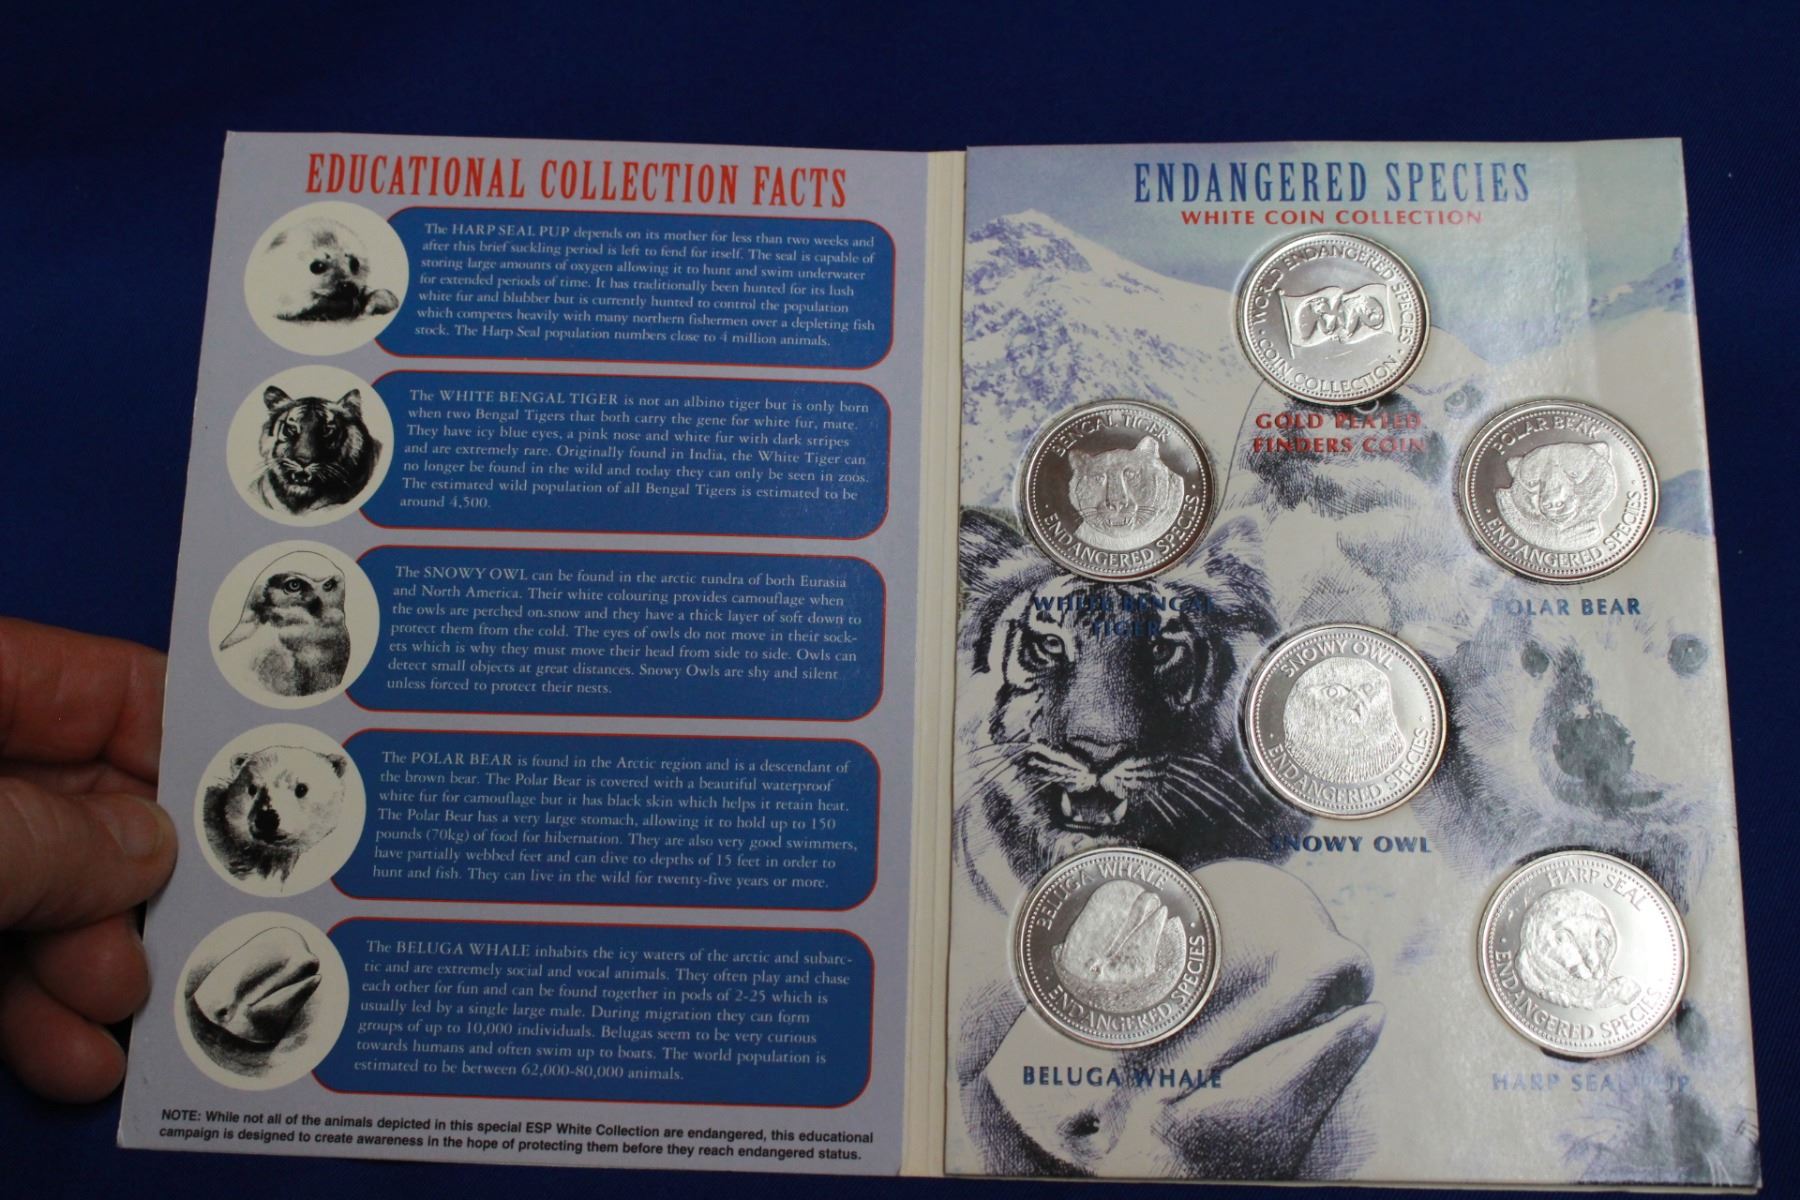 EDUCATIONAL COLLECTION FACTS
The HARP SEAL PUP depends on its mother for less than two weeks and
after this brief suckling period is left to fend for itself. The seal is capable of
storing large amounts of oxygen allowing it to hunt and swim underwater
for extended periods of time. It has traditionally been hunted for its lush
white fur and blubber but is currently hunted to control the population
which competes heavily with many northern fishermen over a depleting fish
stock. The Harp Seal population numbers close to 4 million animals.
The WHITE BENGAL TIGER is not an albino tiger but is only born
when two Bengal Tigers that both carry the gene for white fur, mate.
They have icy blue eyes, a pink nose and white fur with dark stripes
and are extremely rare. Originally found in India, the White Tiger can
no longer be found in the wild and today they can only be seen in zoos.
The estimated wild population of all Bengal Tigers is estimated to be
around 4,500.
The SNOWY OWL can be found in the arctic tundra of both Eurasia
and North America. Their white colouring provides camouflage when
the owls are perched on snow and they have a thick layer of soft down to
protect them from the cold. The eyes of owls do not move in their sock-
ets which is why they must move their head from side to side. Owls can
detect small objects at great distances. Snowy Owls are shy and silent
unless forced to protect their nests.
The POLAR BEAR is found in the Arctic region and is a descendant of
the brown bear. The Polar Bear is covered with a beautiful waterproof
white fur for camouflage but it has black skin which helps it retain heat.
The Polar Bear has a very large stomach, allowing it to hold up to 150
pounds (70kg) of food for hibernation. They are also very good swimmers,
have partially webbed feet and can dive to depths of 15 feet in order to
hunt and fish. They can live in the wild for twenty-five years or more.
The BELUGA WHALE inhabits the icy waters of the arctic and subarc-
tic and are extremely social and vocal animals. They often play and chase
each other for fun and can be found together in pods of 2-25 which is
usually led by a single large male. During migration they can form
groups of up to 10,000 individuals. Belugas seem to be very curious
towards humans and often swim up to boats. The world population is
estimated to be between 62,000-80,000 animals.
NOTE: While not all of the animals depicted in this special ESP White Collection are endangered, this educational
campaign is designed to create awareness in the hope of protecting them before they reach endangered status.
ENDANGERED SPECIES
WHITE COIN COLLECTION
WORLD ENDANGERED SPECIES
· COIN COLLECTION ·
GOLD PLATED
FINDERS COIN
BENGAL TIGER
· ENDANGERED SPECIES ·
WHITE BENGAL
TIGER
POLAR BEAR
· ENDANGERED SPECIES ·
POLAR BEAR
SNOWY OWL
· ENDANGERED SPECIES ·
SNOWY OWL
BELUGA WHALE
· ENDANGERED SPECIES ·
BELUGA WHALE
HARP SEAL
· ENDANGERED SPECIES ·
HARP SEAL PUP